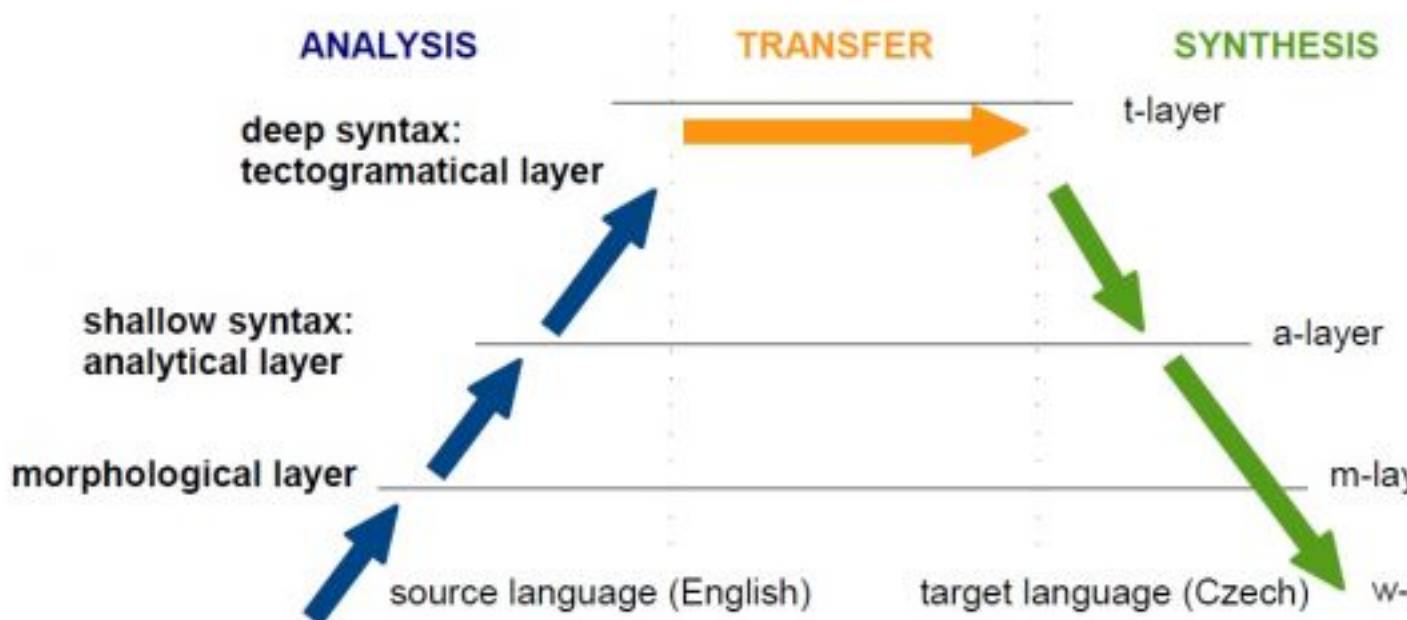 ANALYSIS
TRANSFER
SYNTHESIS
t-layer
deep syntax:
tectogramatical layer
shallow syntax:
analytical layer
a-layer
morphological layer
m-lay
source language (English)
target language (Czech)
w-